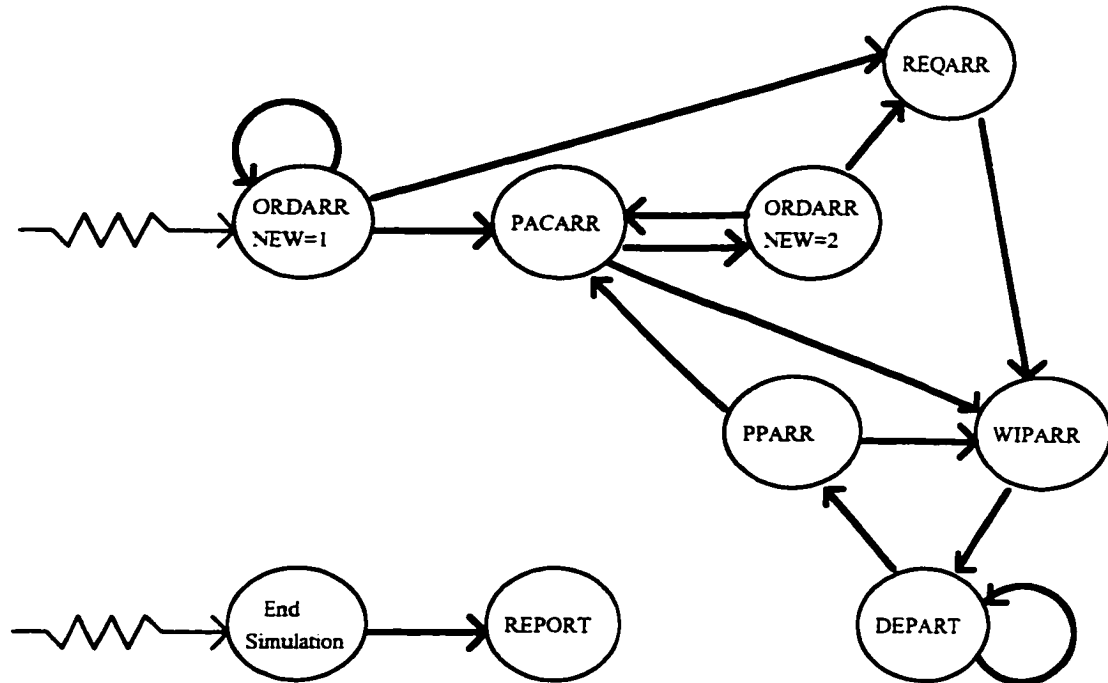 REQARR
ORDARR
NEW=1
PACARR
ORDARR
NEW=2
PPARR
WIPARR
End
Simulation
REPORT
DEPART